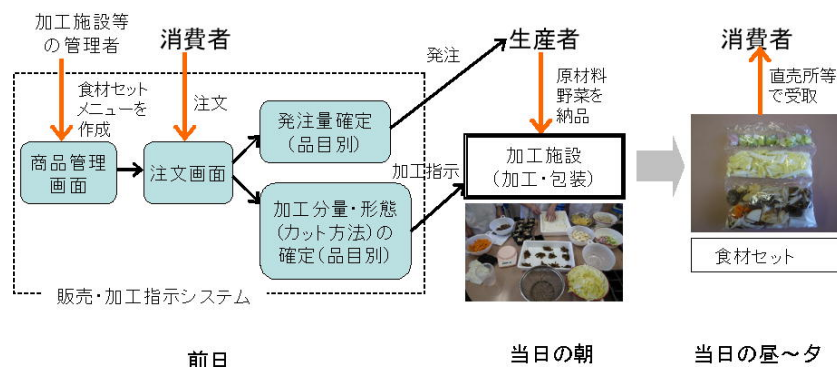 加工施設等
の管理者
消費者
食材セット
メニューを
作成
注文
商品管理
画面
注文画面
発注量確定
(品目別)
加工分量・形態
(カット方法)の
確定(品目別)
販売・加工指示システム
発注
加工指示
生産者
原材料
野菜を
納品
加工施設
(加工・包装)
消費者
直売所等
で受取
食材セット
前日
当日の朝
当日の昼～夕